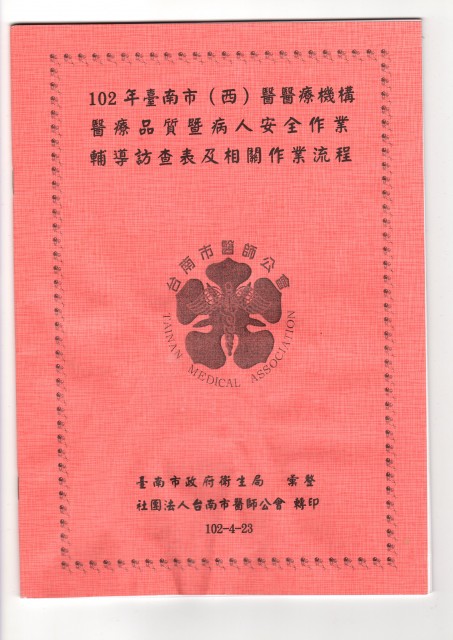 102年臺南市（西）醫醫療機構
醫療品質暨病人安全作業
輔導訪查表及相關作業流程
台南市醫師公會
TAINAN MEDICAL ASSOCIATION
臺南市政府衛生局 彙整
社團法人台南市醫師公會 轉印
102-4-23